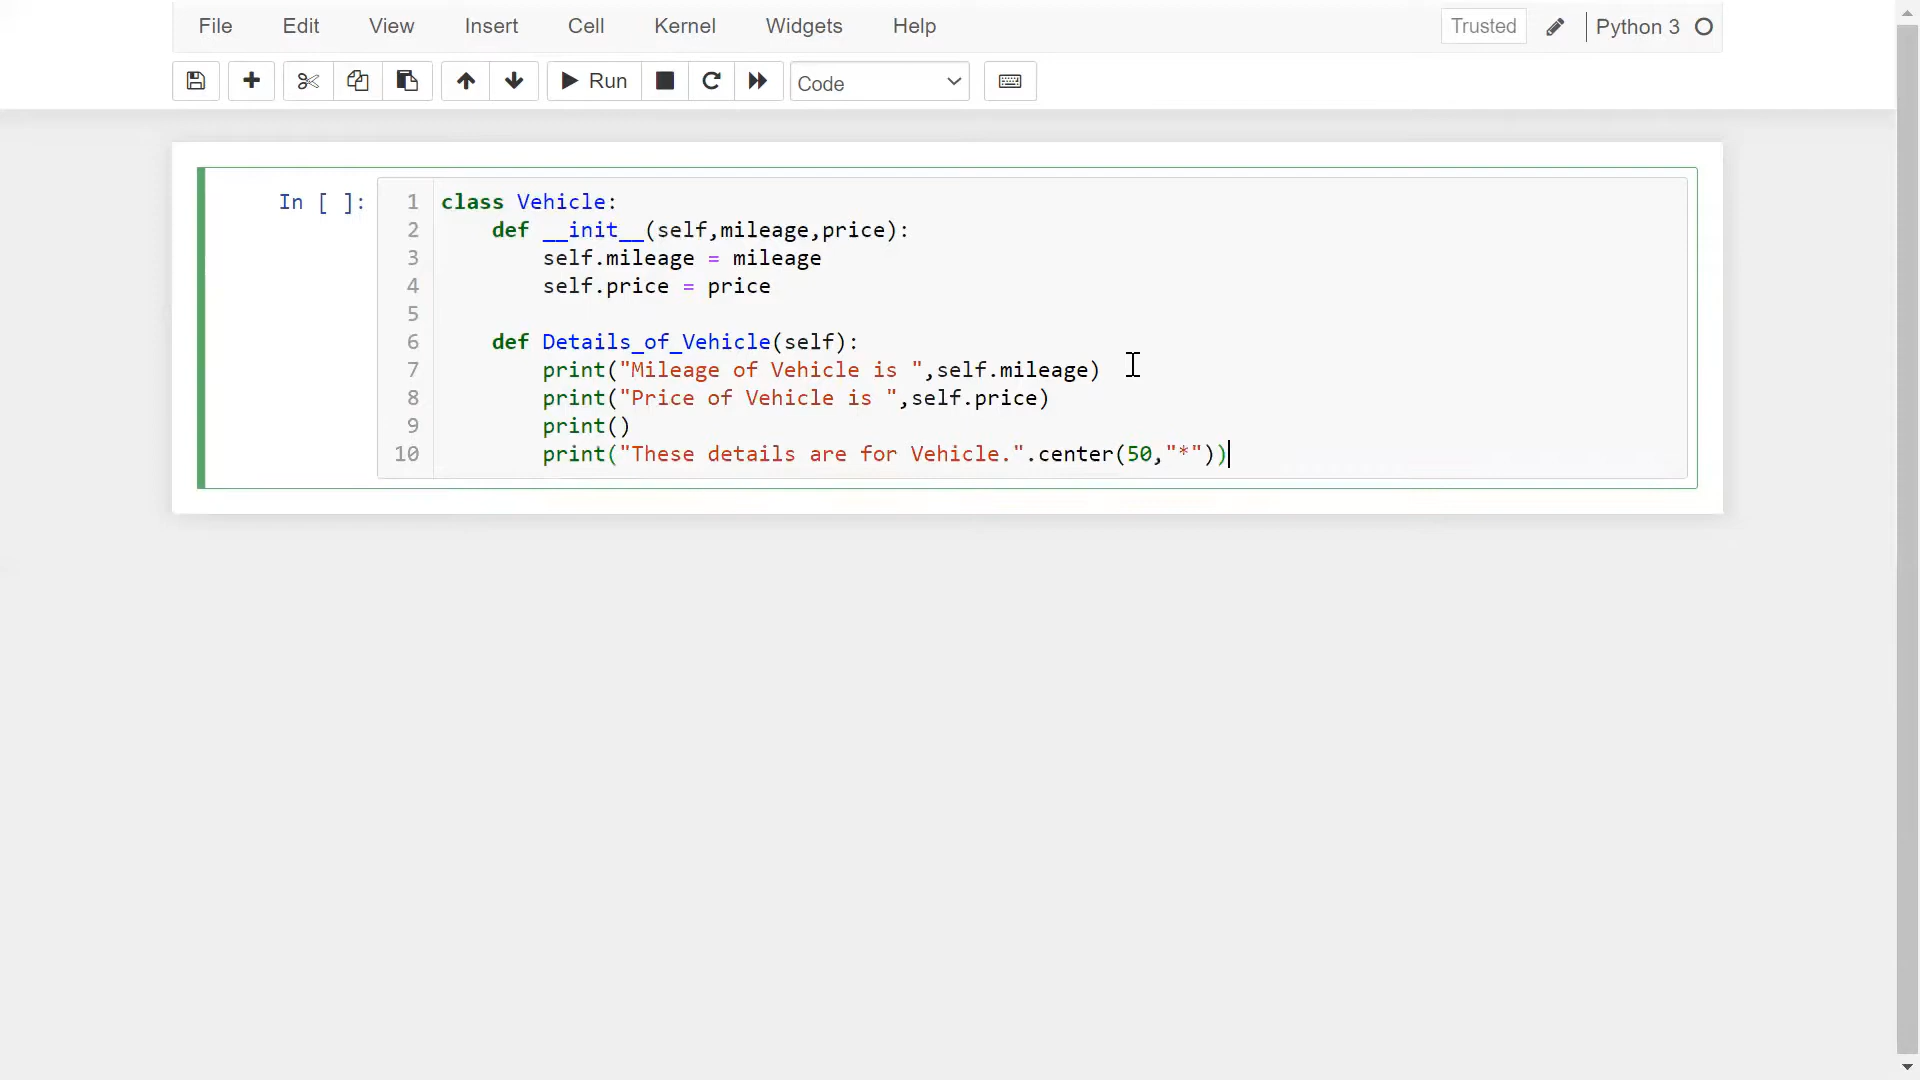 File Edit View Insert Cell Kernel Widgets Help Trusted Python 3
Run Code
In [ ]:
1 class Vehicle:
2     def __init__(self,mileage,price):
3         self.mileage = mileage
4         self.price = price
5
6     def Details_of_Vehicle(self):
7         print("Mileage of Vehicle is ",self.mileage)
8         print("Price of Vehicle is ",self.price)
9         print()
10         print("These details are for Vehicle.".center(50,"*"))